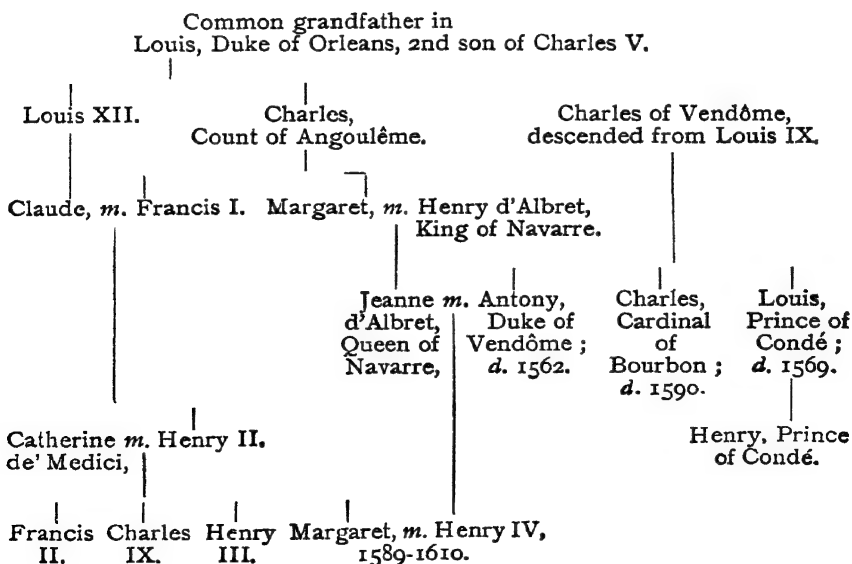 Common grandfather in
Louis, Duke of Orleans, 2nd son of Charles V.
Louis XII.
Charles,
Count of Angoulême.
Charles of Vendôme,
descended from Louis IX.
Claude, m. Francis I.
Margaret, m. Henry d'Albret,
King of Navarre.
Jeanne m. Antony,
d'Albret,
Queen of
Navarre,
Duke of
Vendôme ;
d. 1562.
Charles,
Cardinal
of
Bourbon ;
d. 1590.
Louis,
Prince of
Condé ;
d. 1569.
Henry, Prince
of Condé.
Catherine m. Henry II.
de' Medici,
Francis
II.
Charles
IX.
Henry
III.
Margaret, m. Henry IV,
1589-1610.